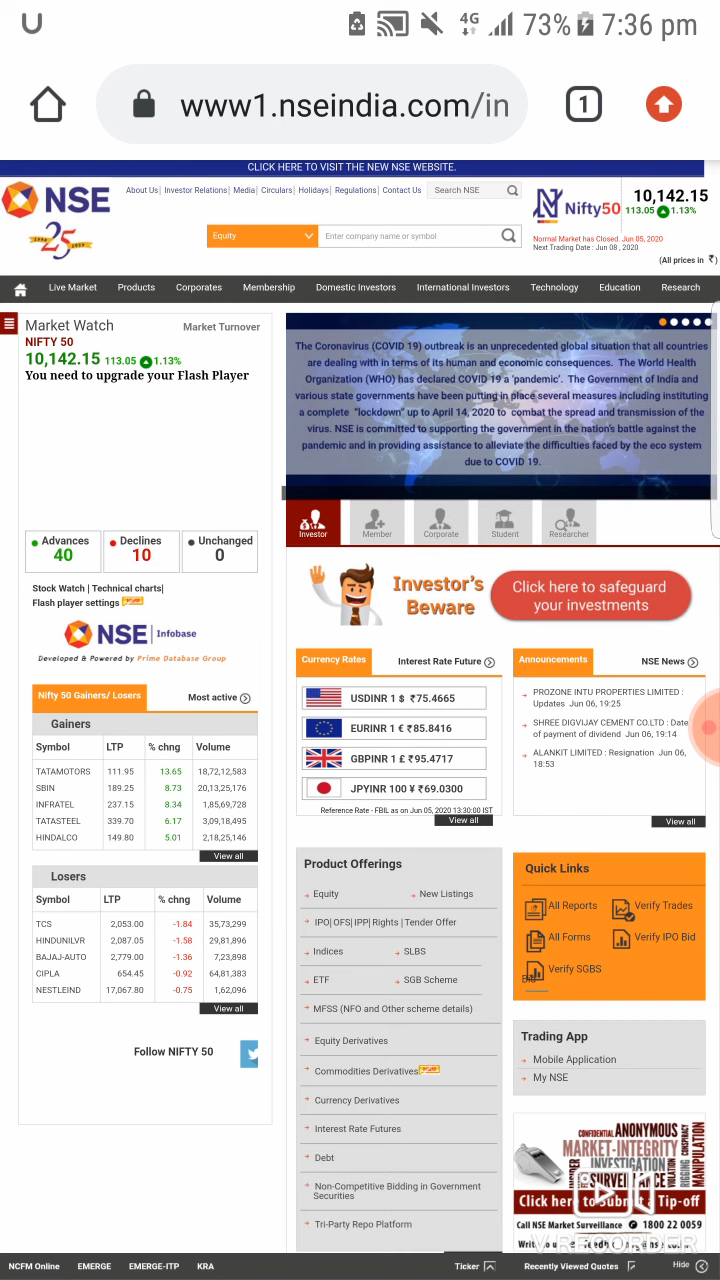 4G
73%
7:36 pm
www1.nseindia.com/in
1
CLICK HERE TO VISIT THE NEW NSE WEBSITE.
NSE
25
About Us| Investor Relations| Media| Circulars| Holidays| Regulations| Contact Us
Search NSE
Equity
Enter company name or symbol
Nifty50
10,142.15
113.05 1.13%
Normal Market has Closed. Jun 05, 2020
Next Trading Date : Jun 08 , 2020
(All prices in ₹)
Live Market Products Corporates Membership Domestic Investors International Investors Technology Education Research
Market Watch
Market Turnover
NIFTY 50
10,142.15 113.05 1.13%
You need to upgrade your Flash Player
Advances
40
Declines
10
Unchanged
0
Stock Watch | Technical charts|
Flash player settings
NSE | Infobase
Developed & Powered by Prime Database Group
Nifty 50 Gainers/ Losers
Most active
Gainers
Symbol LTP % chng Volume
TATAMOTORS 111.95 13.65 18,72,12,583
SBIN 189.25 8.73 20,13,25,176
INFRATEL 237.15 8.34 1,85,69,728
TATASTEEL 339.70 6.17 3,09,18,495
HINDALCO 149.80 5.01 2,18,25,146
View all
Losers
Symbol LTP % chng Volume
TCS 2,053.00 -1.84 35,73,299
HINDUNILVR 2,087.05 -1.58 29,81,896
BAJAJ-AUTO 2,779.00 -1.36 7,23,898
CIPLA 654.45 -0.92 64,81,383
NESTLEIND 17,067.80 -0.75 1,62,096
View all
Follow NIFTY 50
The Coronavirus (COVID 19) outbreak is an unprecedented global situation that all countries
are dealing with in terms of its human and economic consequences. The World Health
Organization (WHO) has declared COVID 19 a 'pandemic'. The Government of India and
various state governments have been putting in place several measures including instituting
a complete "lockdown" up to April 14, 2020 to combat the spread and transmission of the
virus. NSE is committed to supporting the government in the nation's battle against the
pandemic and in providing assistance to alleviate the difficulties faced by the eco system
due to COVID 19.
Investor Member Corporate Student Researcher
Investor's
Beware
Click here to safeguard
your investments
Currency Rates
Interest Rate Future
USDINR 1 $ ₹75.4665
EURINR 1 € ₹85.8416
GBPINR 1 £ ₹95.4717
JPYINR 100 ¥ ₹69.0300
Reference Rate - FBIL as on Jun 05, 2020 13:30:00 IST
View all
Announcements
NSE News
PROZONE INTU PROPERTIES LIMITED :
Updates Jun 06, 19:25
SHREE DIGVIJAY CEMENT CO.LTD : Date
of payment of dividend Jun 06, 19:14
ALANKIT LIMITED : Resignation Jun 06,
18:53
View all
Product Offerings
Equity New Listings
IPO| OFS| IPP| Rights | Tender Offer
Indices SLBS
ETF SGB Scheme
MFSS (NFO and Other scheme details)
Equity Derivatives
Commodities Derivatives
Currency Derivatives
Interest Rate Futures
Debt
Non-Competitive Bidding in Government
Securities
Tri-Party Repo Platform
Quick Links
All Reports Verify Trades
All Forms Verify IPO Bid
Verify SGBS
Bid
Trading App
Mobile Application
My NSE
CONFIDENTIAL ANONYMOUS
MARKET-INTEGRITY
INVESTIGATION
SURVEILLANCE
INSIDER
VIOLATION
RIGGING
CONSPIRACY
MANIPULATION
Click here to Submit a Tip-off
Call NSE Market Surveillance 1800 22 0059
V RECORDER
NCFM Online EMERGE EMERGE-ITP KRA Ticker Recently Viewed Quotes Hide